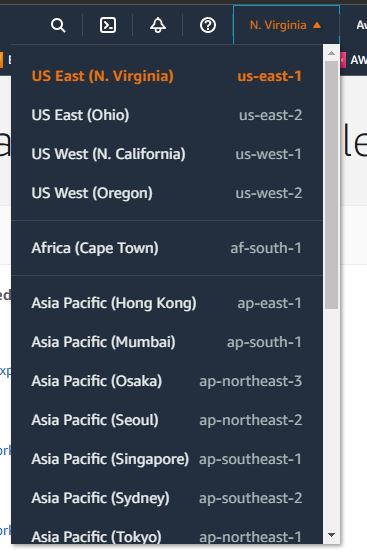 N. Virginia ▲
US East (N. Virginia) us-east-1
US East (Ohio) us-east-2
US West (N. California) us-west-1
US West (Oregon) us-west-2
Africa (Cape Town) af-south-1
Asia Pacific (Hong Kong) ap-east-1
Asia Pacific (Mumbai) ap-south-1
Asia Pacific (Osaka) ap-northeast-3
Asia Pacific (Seoul) ap-northeast-2
Asia Pacific (Singapore) ap-southeast-1
Asia Pacific (Sydney) ap-southeast-2
Asia Pacific (Tokyo) ap-northeast-1